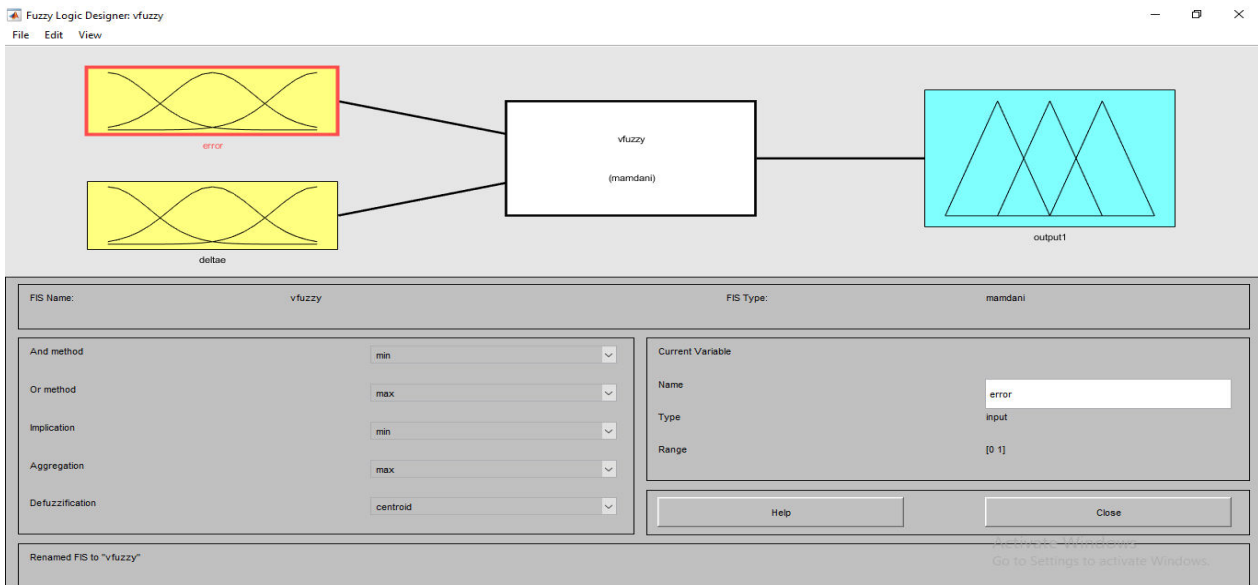 Fuzzy Logic Designer: vfuzzy
File Edit View
error
deltae
vfuzzy
(mamdani)
output1
FIS Name: vfuzzy FIS Type: mamdani
And method min
Or method max
Implication min
Aggregation max
Defuzzification centroid
Current Variable
Name error
Type input
Range [0 1]
Help Close
Renamed FIS to "vfuzzy"
Activate Windows
Go to Settings to activate Windows.